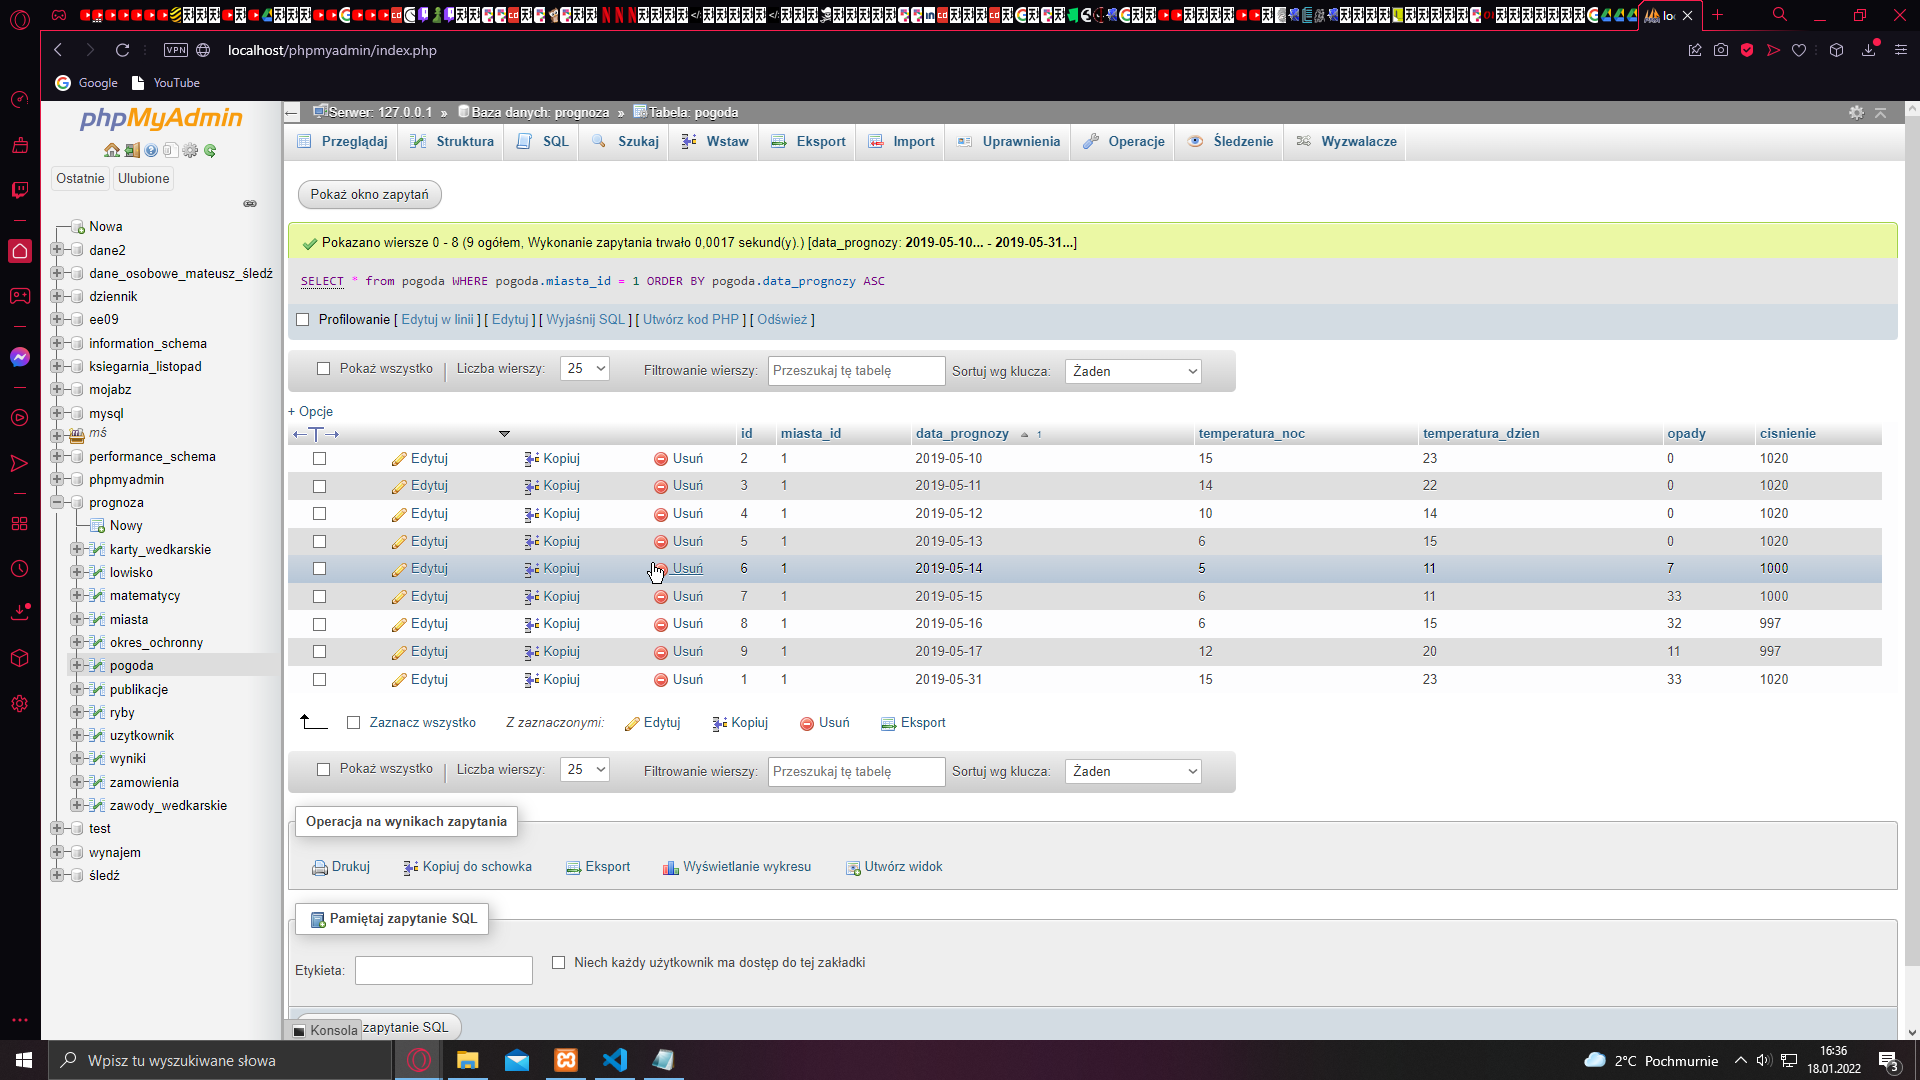 lo
VPN
localhost/phpmyadmin/index.php
Google
YouTube
phpMyAdmin
Ostatnie
Ulubione
Nowa
dane2
dane_osobowe_mateusz_śledź
dziennik
ee09
information_schema
ksiegarnia_listopad
mojabz
mysql
mś
performance_schema
phpmyadmin
prognoza
Nowy
karty_wedkarskie
lowisko
matematycy
miasta
okres_ochronny
pogoda
publikacje
ryby
uzytkownik
wyniki
zamowienia
zawody_wedkarskie
test
wynajem
śledź
Serwer: 127.0.0.1 » Baza danych: prognoza » Tabela: pogoda
Przeglądaj Struktura SQL Szukaj Wstaw Eksport Import Uprawnienia Operacje Śledzenie Wyzwalacze
Pokaż okno zapytań
Pokazano wiersze 0 - 8 (9 ogółem, Wykonanie zapytania trwało 0,0017 sekund(y).) [data_prognozy: 2019-05-10... - 2019-05-31...]
SELECT * from pogoda WHERE pogoda.miasta_id = 1 ORDER BY pogoda.data_prognozy ASC
Profilowanie [ Edytuj w linii ] [ Edytuj ] [ Wyjaśnij SQL ] [ Utwórz kod PHP ] [ Odśwież ]
Pokaż wszystko Liczba wierszy: 25 Filtrowanie wierszy: Przeszukaj tę tabelę Sortuj wg klucza: Żaden
+ Opcje
id miasta_id data_prognozy 1 temperatura_noc temperatura_dzien opady cisnienie
Edytuj Kopiuj Usuń 2 1 2019-05-10 15 23 0 1020
Edytuj Kopiuj Usuń 3 1 2019-05-11 14 22 0 1020
Edytuj Kopiuj Usuń 4 1 2019-05-12 10 14 0 1020
Edytuj Kopiuj Usuń 5 1 2019-05-13 6 15 0 1020
Edytuj Kopiuj Usuń 6 1 2019-05-14 5 11 7 1000
Edytuj Kopiuj Usuń 7 1 2019-05-15 6 11 33 1000
Edytuj Kopiuj Usuń 8 1 2019-05-16 6 15 32 997
Edytuj Kopiuj Usuń 9 1 2019-05-17 12 20 11 997
Edytuj Kopiuj Usuń 1 1 2019-05-31 15 23 33 1020
Zaznacz wszystko Z zaznaczonymi: Edytuj Kopiuj Usuń Eksport
Pokaż wszystko Liczba wierszy: 25 Filtrowanie wierszy: Przeszukaj tę tabelę Sortuj wg klucza: Żaden
Operacja na wynikach zapytania
Drukuj Kopiuj do schowka Eksport Wyświetlanie wykresu Utwórz widok
Pamiętaj zapytanie SQL
Etykieta: Niech każdy użytkownik ma dostęp do tej zakładki
Konsola zapytanie SQL
Wpisz tu wyszukiwane słowa
2°C Pochmurnie
16:36
18.01.2022
3